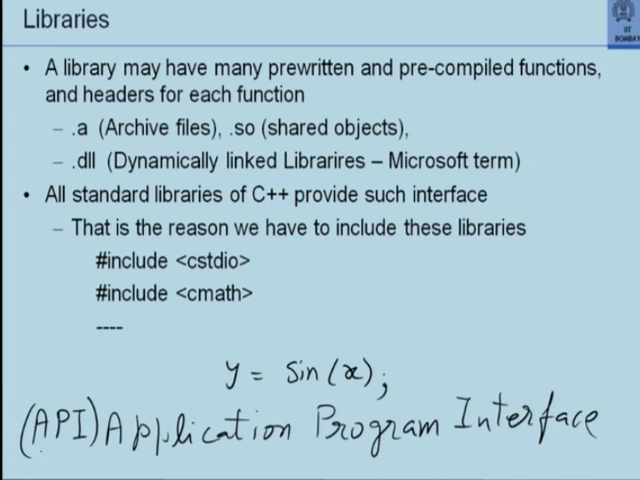 Libraries
IIT
BOMBAY
• A library may have many prewritten and pre-compiled functions,
and headers for each function
– .a (Archive files), .so (shared objects),
– .dll (Dynamically linked Librarires – Microsoft term)
• All standard libraries of C++ provide such interface
– That is the reason we have to include these libraries
#include <cstdio>
#include <cmath>
----
y = sin(x);
(API) Application Program Interface